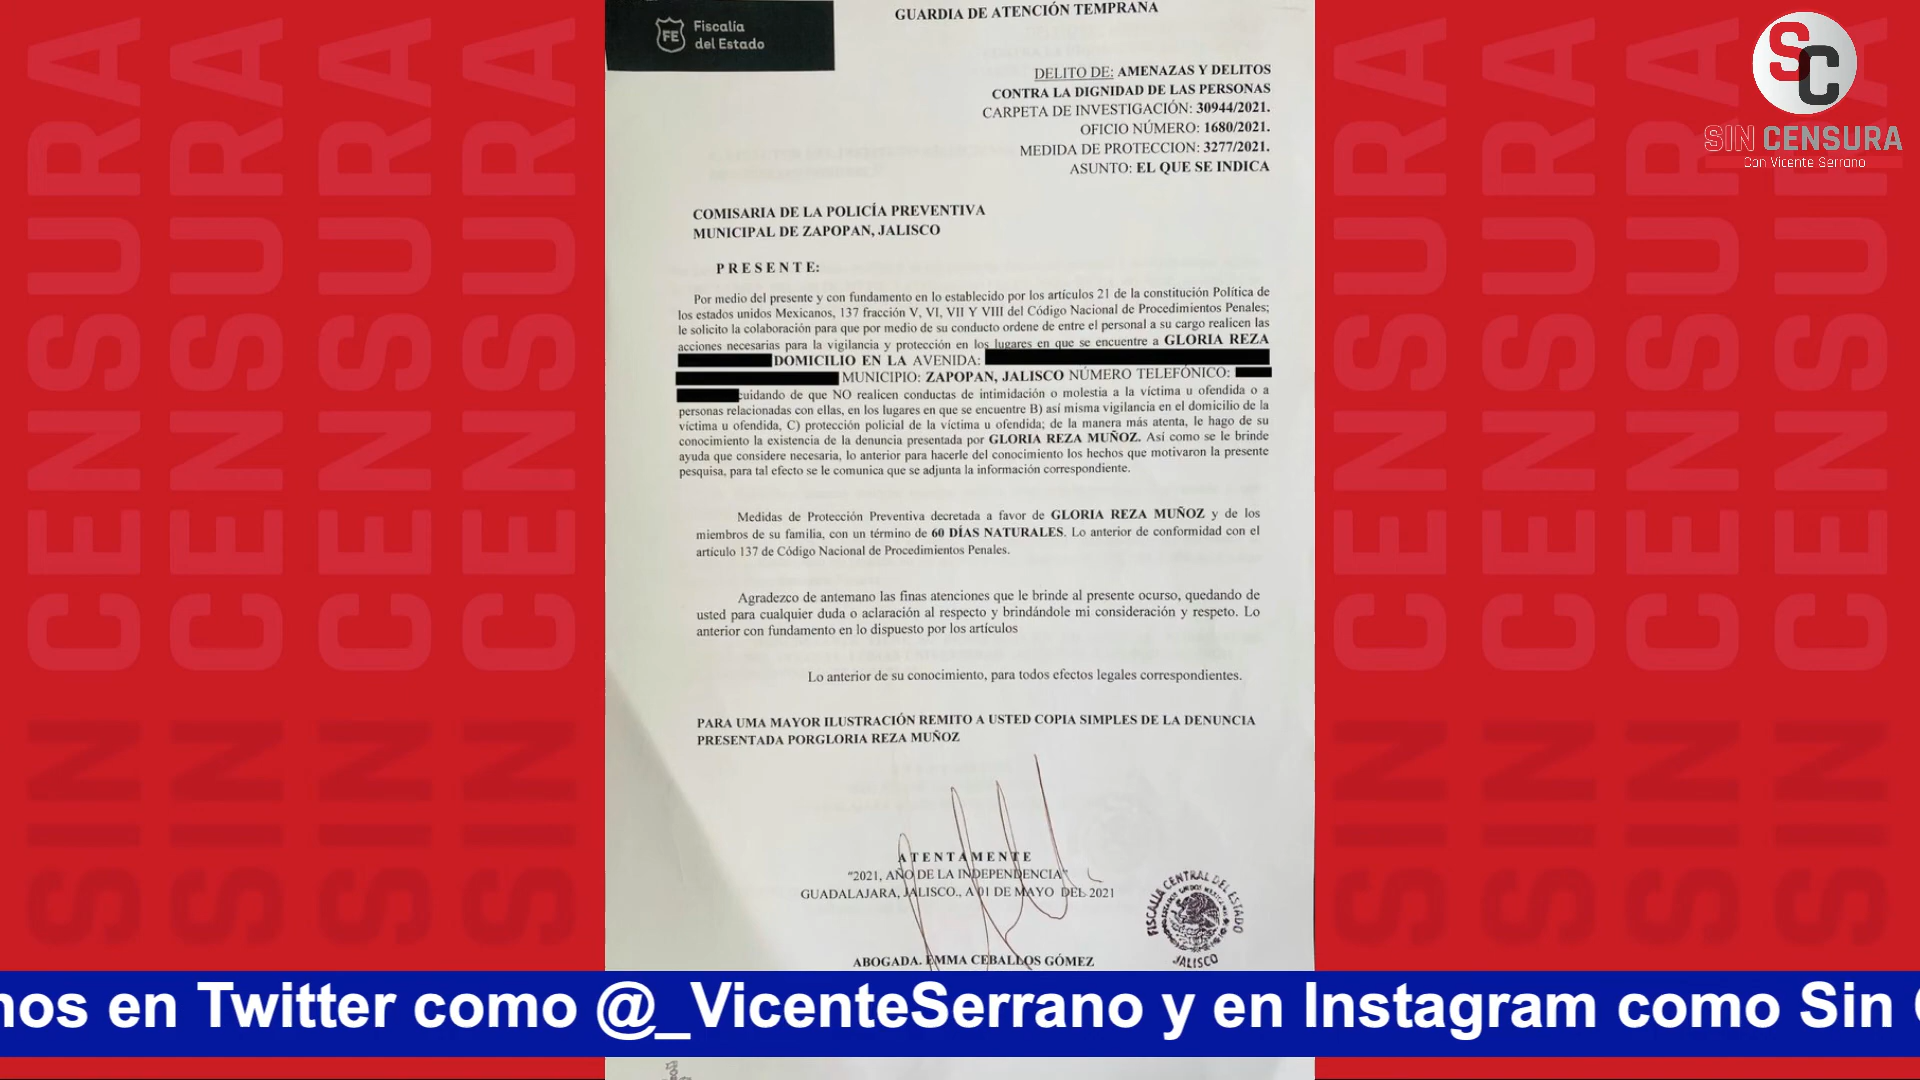 Fiscalía
del Estado
FE
GUARDIA DE ATENCIÓN TEMPRANA
DELITO DE: AMENAZAS Y DELITOS
CONTRA LA DIGNIDAD DE LAS PERSONAS
CARPETA DE INVESTIGACIÓN: 30944/2021.
OFICIO NÚMERO: 1680/2021.
MEDIDA DE PROTECCION: 3277/2021.
ASUNTO: EL QUE SE INDICA
COMISARIA DE LA POLICÍA PREVENTIVA
MUNICIPAL DE ZAPOPAN, JALISCO
P R E S E N T E:
Por medio del presente y con fundamento en lo establecido por los artículos 21 de la constitución Política de
los estados unidos Mexicanos, 137 fracción V, VI, VII Y VIII del Código Nacional de Procedimientos Penales;
le solicito la colaboración para que por medio de su conducto ordene de entre el personal a su cargo realicen las
acciones necesarias para la vigilancia y protección en los lugares en que se encuentre a GLORIA REZA
DOMICILIO EN LA AVENIDA:
MUNICIPIO: ZAPOPAN, JALISCO NÚMERO TELEFÓNICO:
cuidando de que NO realicen conductas de intimidación o molestia a la víctima u ofendida o a
personas relacionadas con ellas, en los lugares en que se encuentre B) así misma vigilancia en el domicilio de la
víctima u ofendida, C) protección policial de la víctima u ofendida; de la manera más atenta, le hago de su
conocimiento la existencia de la denuncia presentada por GLORIA REZA MUÑOZ. Así como se le brinde
ayuda que considere necesaria, lo anterior para hacerle del conocimiento los hechos que motivaron la presente
pesquisa, para tal efecto se le comunica que se adjunta la información correspondiente.
Medidas de Protección Preventiva decretada a favor de GLORIA REZA MUÑOZ y de los
miembros de su familia, con un término de 60 DÍAS NATURALES. Lo anterior de conformidad con el
artículo 137 de Código Nacional de Procedimientos Penales.
Agradezco de antemano las finas atenciones que le brinde al presente ocurso, quedando de
usted para cualquier duda o aclaración al respecto y brindándole mi consideración y respeto. Lo
anterior con fundamento en lo dispuesto por los artículos
Lo anterior de su conocimiento, para todos efectos legales correspondientes.
PARA UMA MAYOR ILUSTRACIÓN REMITO A USTED COPIA SIMPLES DE LA DENUNCIA
PRESENTADA PORGLORIA REZA MUÑOZ
A T E N T A M E N T E
"2021, AÑO DE LA INDEPENDENCIA"
GUADALAJARA, JALISCO., A 01 DE MAYO DEL 2021
ABOGADA. EMMA CEBALLOS GÓMEZ
FISCALÍA CENTRAL DEL ESTADO
JALISCO
SC
SIN CENSURA
Con Vicente Serrano
SIN CENSURA
SIN CENSURA
SIN CENSURA
SIN CENSURA
SIN CENSURA
SIN CENSURA
SIN CENSURA
SIN CENSURA
nos en Twitter como @_VicenteSerrano y en Instagram como Sin